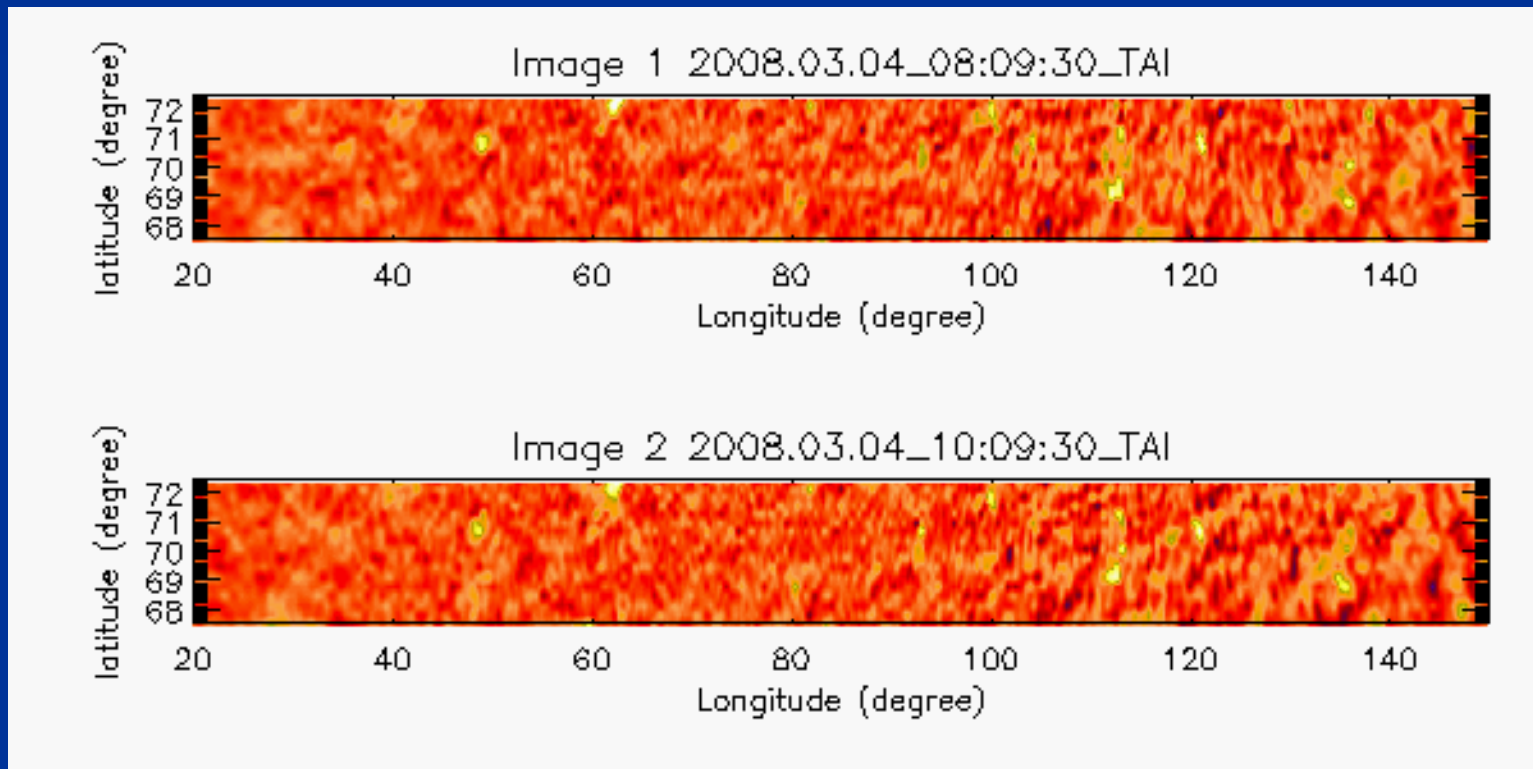 Image 1 2008.03.04_08:09:30_TAI
latitude (degree)
72
71
70
69
68
20 40 60 80 100 120 140
Longitude (degree)
Image 2 2008.03.04_10:09:30_TAI
latitude (degree)
72
71
70
69
68
20 40 60 80 100 120 140
Longitude (degree)